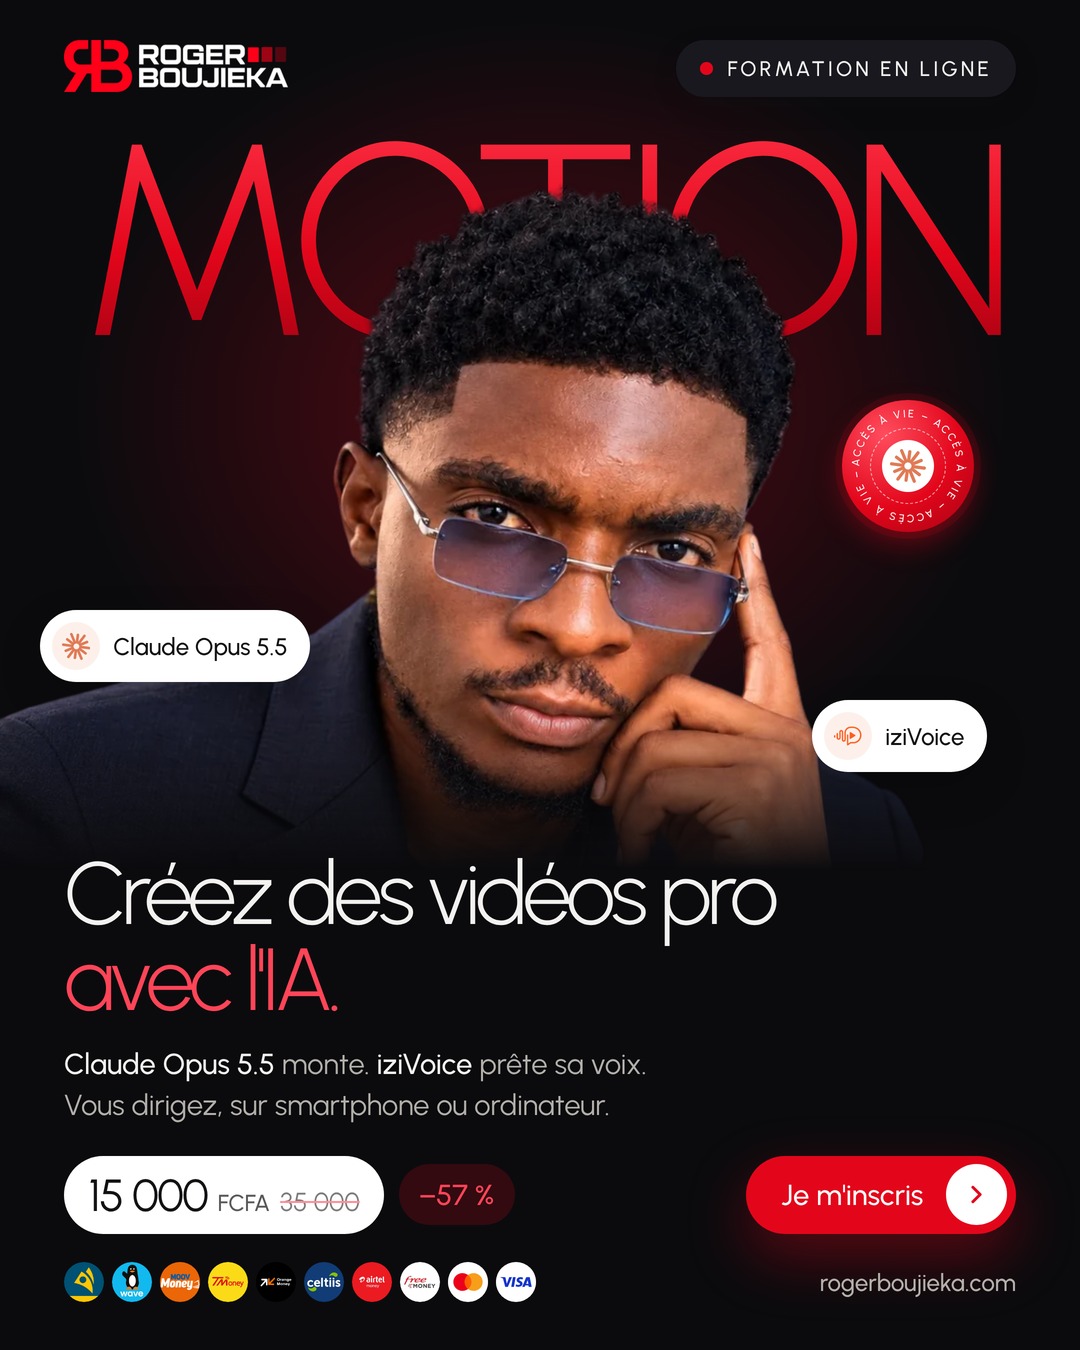 RB ROGER
BOUJIEKA
FORMATION EN LIGNE
MOTION
ACCÈS À VIE – ACCÈS À VIE – ACCÈS À VIE –
Claude Opus 5.5
iziVoice
Créez des vidéos pro
avec l'IA.
Claude Opus 5.5 monte. iziVoice prête sa voix.
Vous dirigez, sur smartphone ou ordinateur.
15 000 FCFA 35 000
–57 %
Je m'inscris
wave
MOOV Money
TMoney
Orange Money
celtiis
airtel money
free MONEY
VISA
rogerboujieka.com